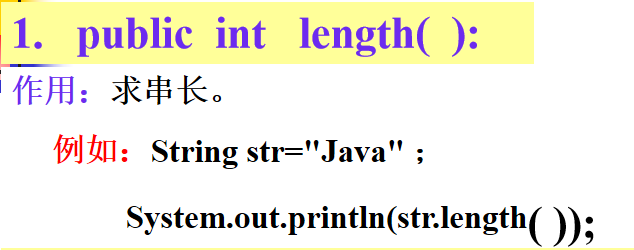 1. public int length( ):
作用：求串长。
例如：String str="Java" ；
System.out.println(str.length( ));